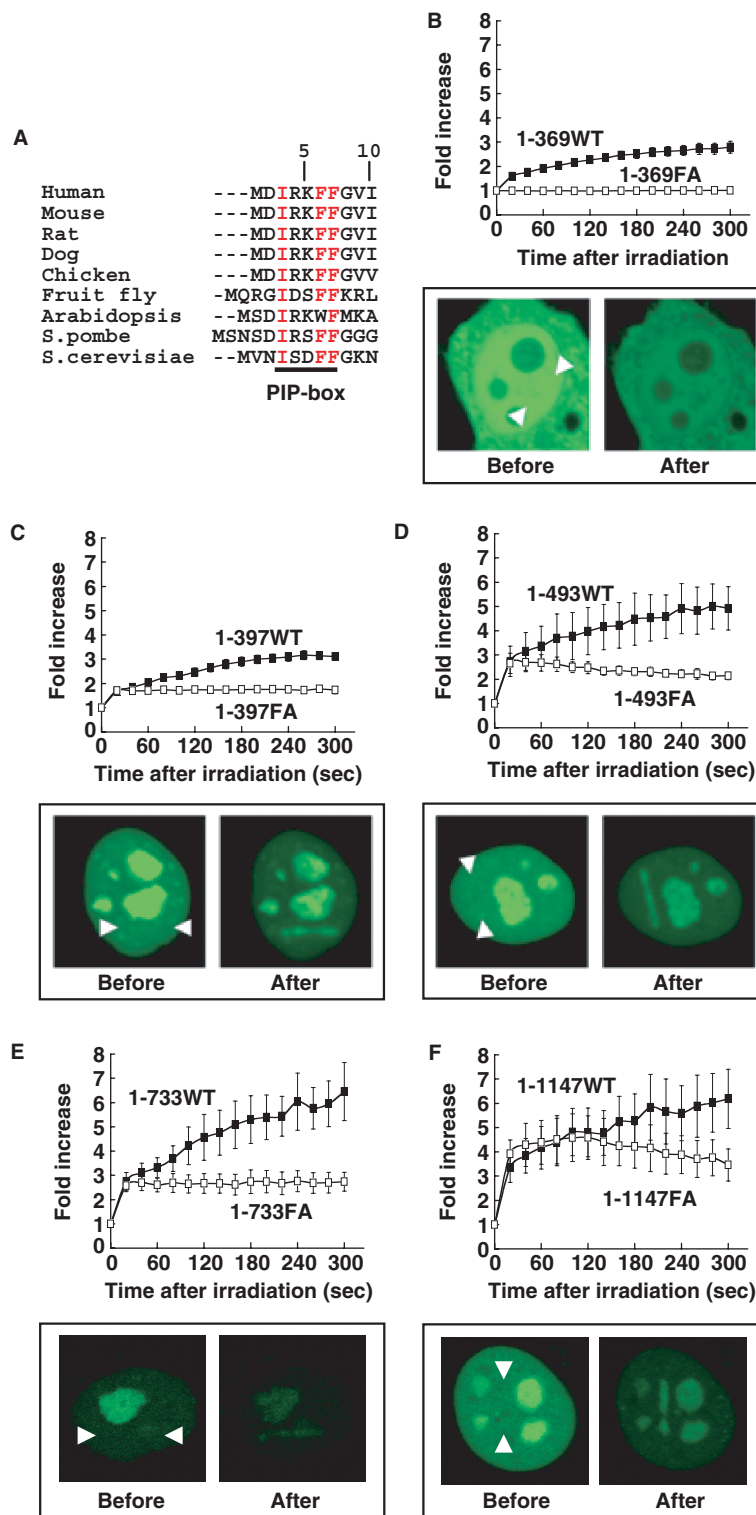 A
5 10
Human ---MDIRKFFGVI
Mouse ---MDIRKFFGVI
Rat ---MDIRKFFGVI
Dog ---MDIRKFFGVI
Chicken ---MDIRKFFGVV
Fruit fly -MQRGIDSFFKRL
Arabidopsis --MSDIRKWFMKA
S.pombe MSNSDIRSFFGGG
S.cerevisiae --MVNISDFFGKN
PIP-box
B
Fold increase
8
7
6
5
4
3
2
1
0
1-369WT
1-369FA
0 60 120 180 240 300
Time after irradiation
Before After
C
Fold increase
8
7
6
5
4
3
2
1
0
1-397WT
1-397FA
0 60 120 180 240 300
Time after irradiation (sec)
Before After
D
Fold increase
8
7
6
5
4
3
2
1
0
1-493WT
1-493FA
0 60 120 180 240 300
Time after irradiation (sec)
Before After
E
Fold increase
8
7
6
5
4
3
2
1
0
1-733WT
1-733FA
0 60 120 180 240 300
Time after irradiation (sec)
Before After
F
Fold increase
8
7
6
5
4
3
2
1
0
1-1147WT
1-1147FA
0 60 120 180 240 300
Time after irradiation (sec)
Before After